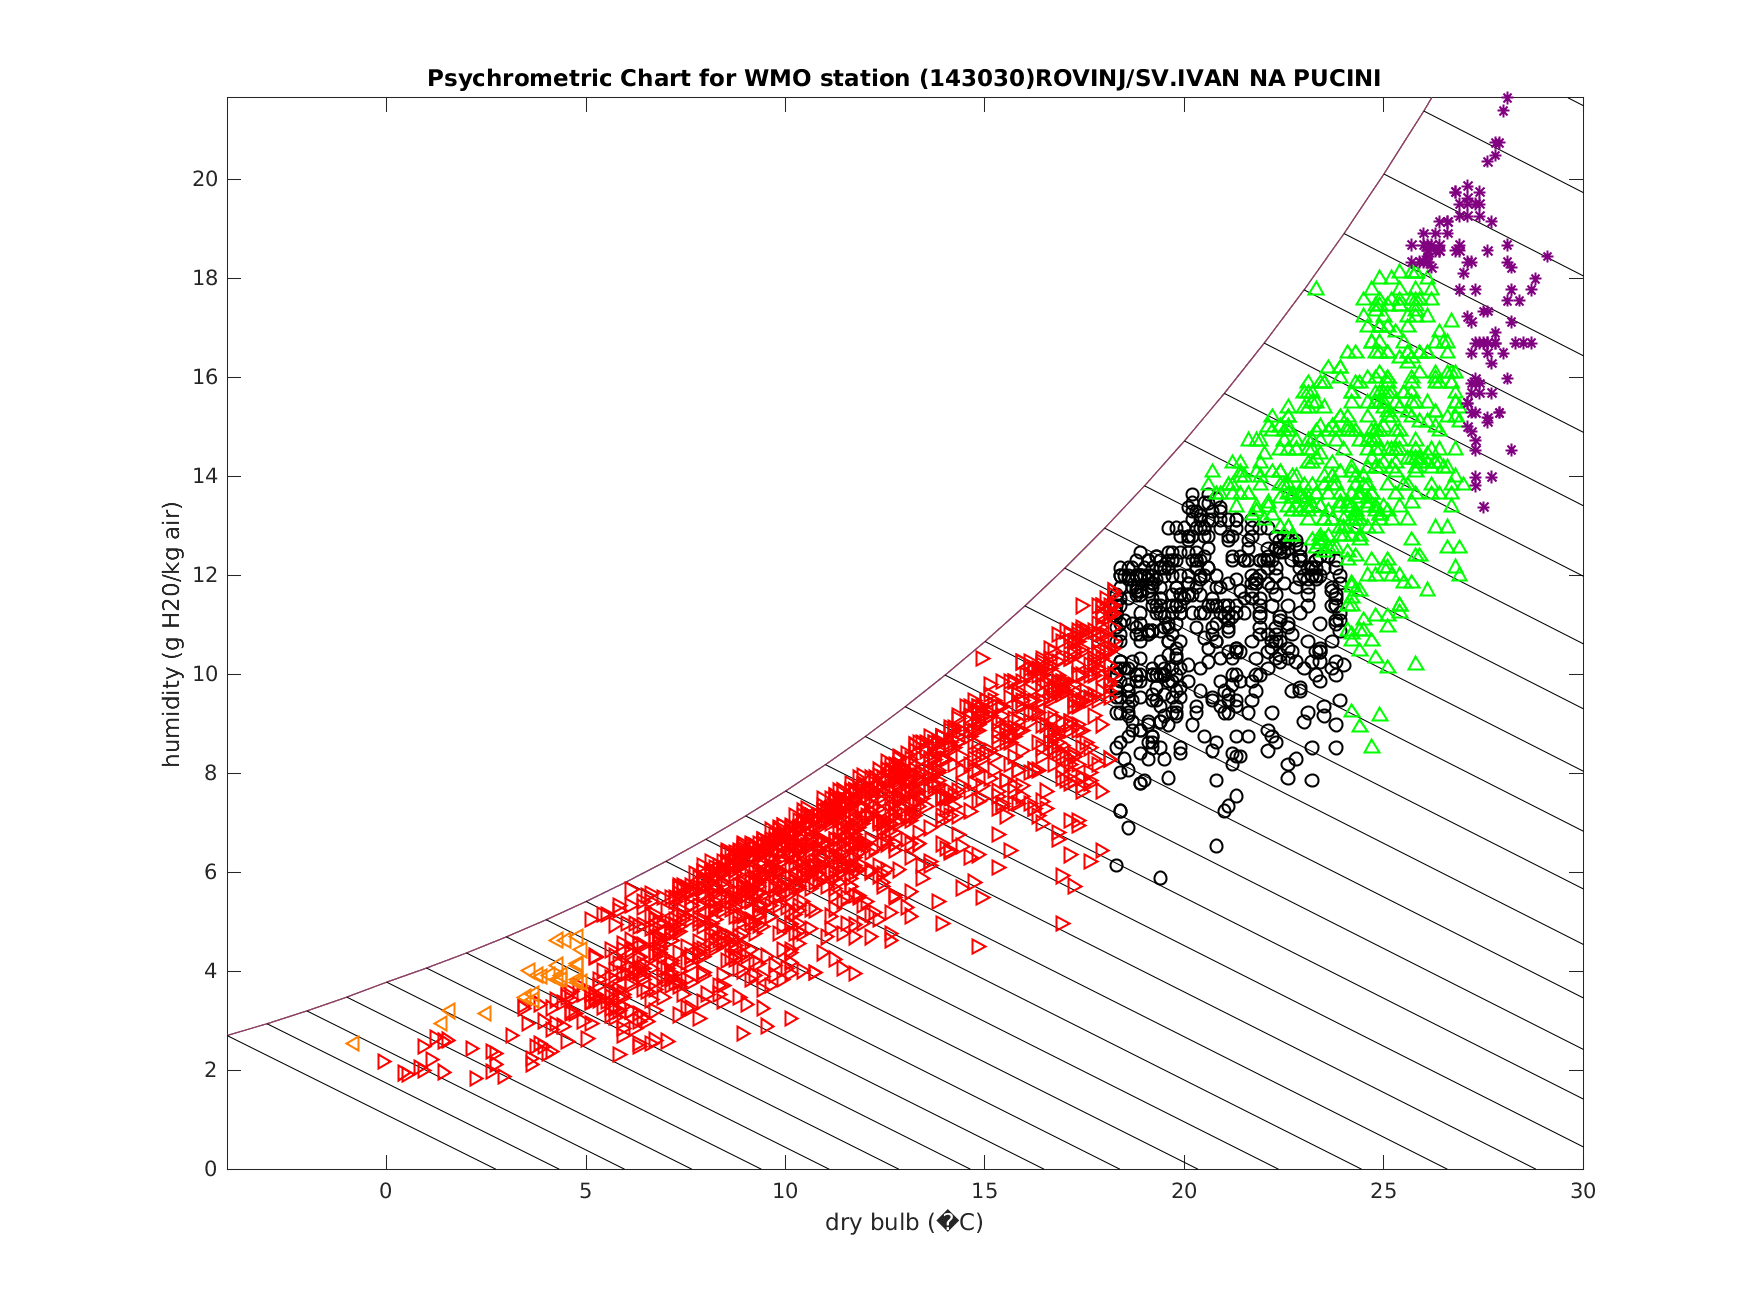 Psychrometric Chart for WMO station (143030)ROVINJ/SV.IVAN NA PUCINI
20
18
16
14
12
10
8
6
4
2
0
humidity (g H20/kg air)
0 5 10 15 20 25 30
dry bulb (�C)